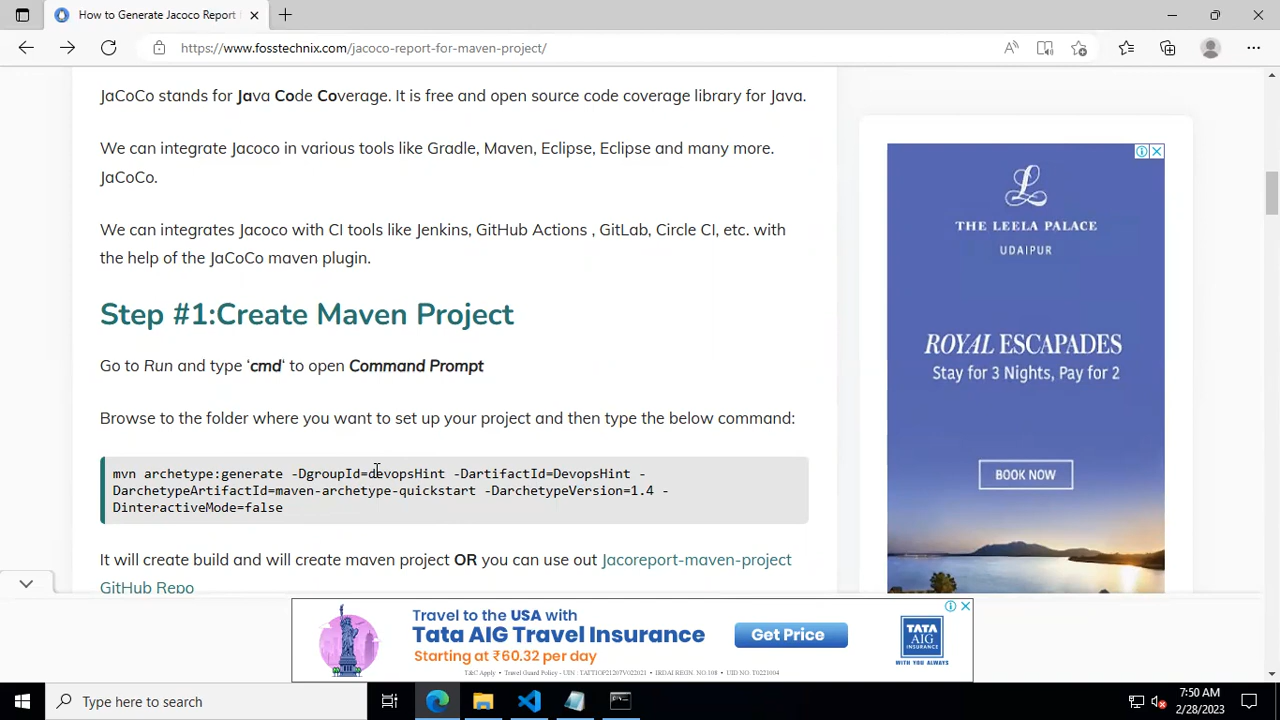 How to Generate Jacoco Report
https://www.fosstechnix.com/jacoco-report-for-maven-project/
JaCoCo stands for Java Code Coverage. It is free and open source code coverage library for Java.
We can integrate Jacoco in various tools like Gradle, Maven, Eclipse, Eclipse and many more.
JaCoCo.
We can integrates Jacoco with CI tools like Jenkins, GitHub Actions , GitLab, Circle CI, etc. with
the help of the JaCoCo maven plugin.
Step #1:Create Maven Project
Go to Run and type ‘cmd‘ to open Command Prompt
Browse to the folder where you want to set up your project and then type the below command:
mvn archetype:generate -DgroupId=devopsHint -DartifactId=DevopsHint -
DarchetypeArtifactId=maven-archetype-quickstart -DarchetypeVersion=1.4 -
DinteractiveMode=false
It will create build and will create maven project OR you can use out Jacoreport-maven-project
GitHub Repo
L
THE LEELA PALACE
UDAIPUR
ROYAL ESCAPADES
Stay for 3 Nights, Pay for 2
BOOK NOW
Travel to the USA with
Tata AIG Travel Insurance
Starting at ₹60.32 per day
Get Price
TATA
AIG
INSURANCE
WITH YOU ALWAYS
Type here to search
7:50 AM
2/28/2023